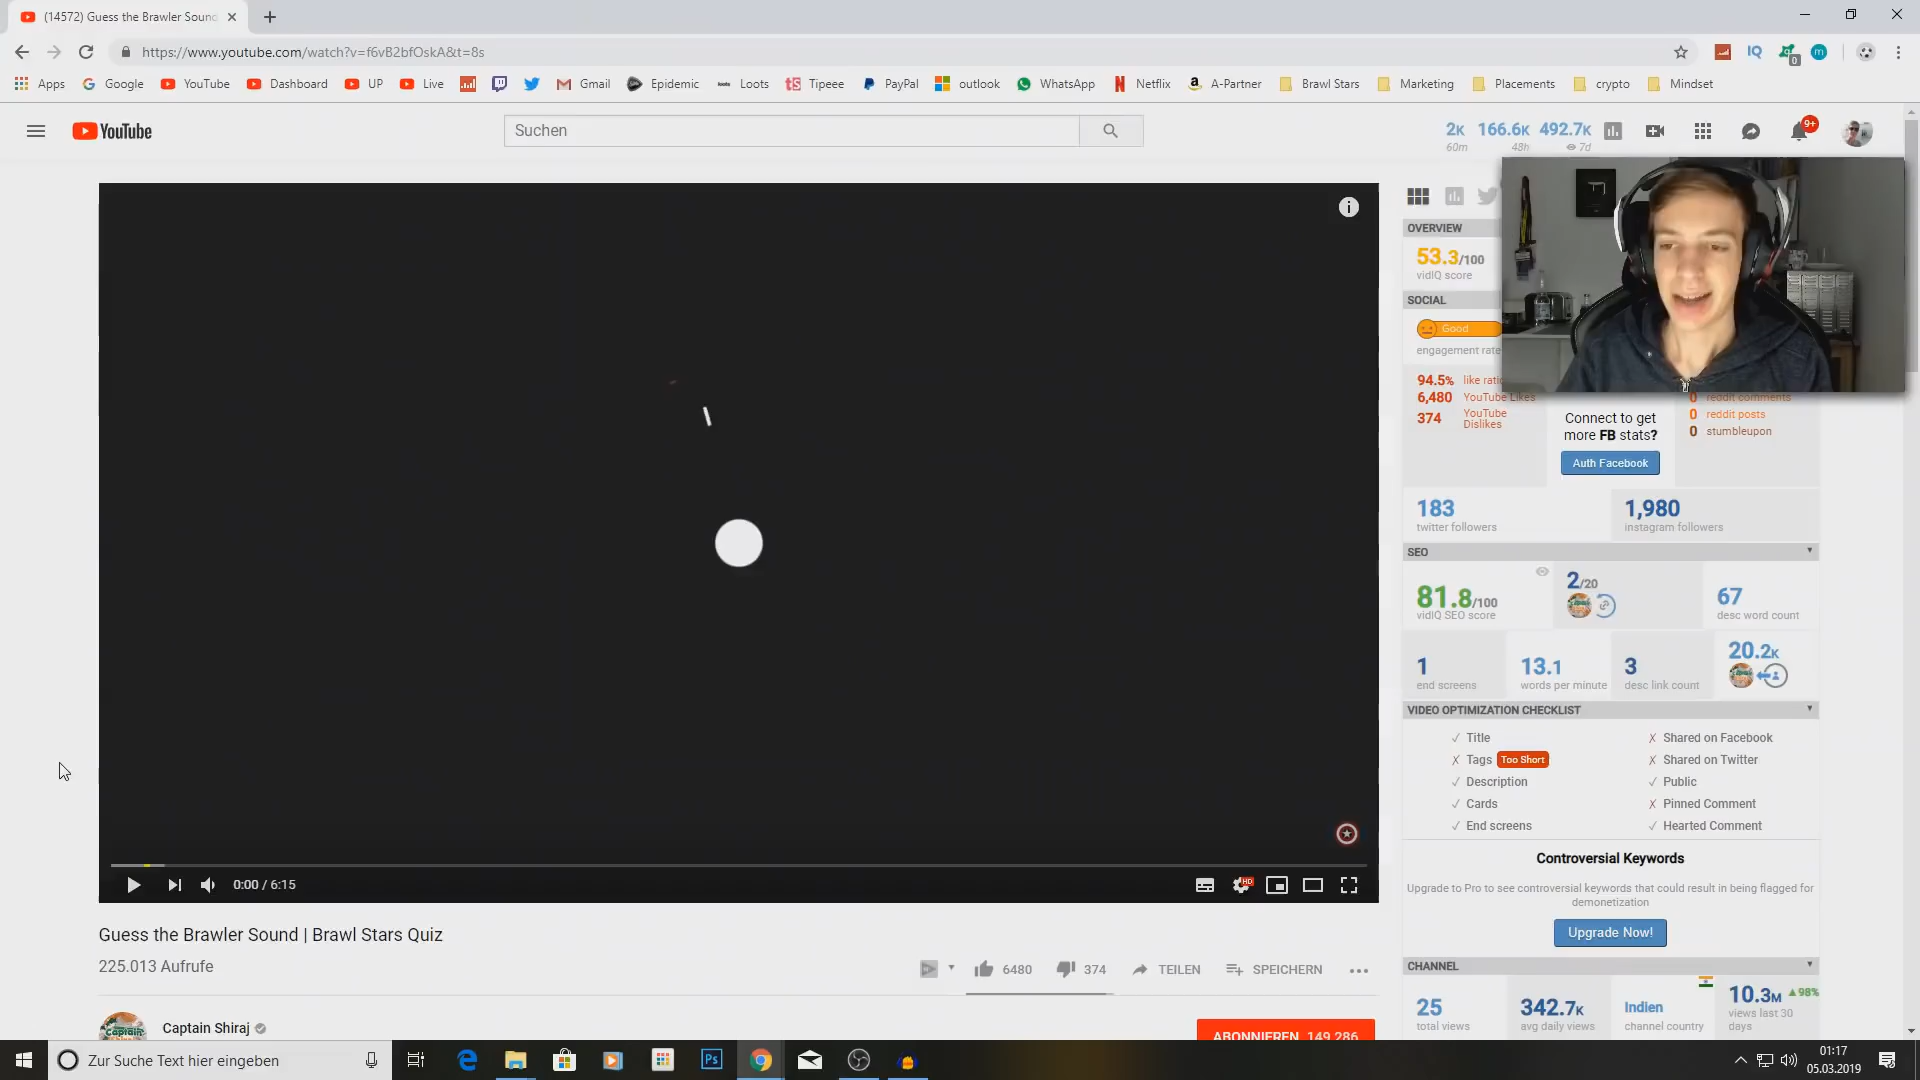 (14572) Guess the Brawler Sound
https://www.youtube.com/watch?v=f6vB2bfOskA&t=8s
0
Apps Google YouTube Dashboard UP Live Gmail Epidemic Loots Tipeee PayPal outlook WhatsApp Netflix A-Partner Brawl Stars Marketing Placements crypto Mindset
YouTube
Suchen
2K 166.6K 492.7K
60m 48h 7d
9+
OVERVIEW
53.3/100
vidIQ score
SOCIAL
Good
engagement rate
94.5% like ratio
6,480 YouTube Likes
374 YouTube Dislikes
Connect to get
more FB stats?
Auth Facebook
0 reddit comments
0 reddit posts
0 stumbleupon
183
twitter followers
1,980
instagram followers
SEO
81.8/100
vidIQ SEO score
2/20
67
desc word count
1
end screens
13.1
words per minute
3
desc link count
20.2K
VIDEO OPTIMIZATION CHECKLIST
✓ Title
✗ Tags Too Short
✓ Description
✓ Cards
✓ End screens
✗ Shared on Facebook
✗ Shared on Twitter
✓ Public
✗ Pinned Comment
✓ Hearted Comment
Controversial Keywords
Upgrade to Pro to see controversial keywords that could result in being flagged for
demonetization
Upgrade Now!
CHANNEL
25
total views
342.7K
avg daily views
Indien
channel country
10.3M ▲98%
views last 30
days
0:00 / 6:15
HD
Guess the Brawler Sound | Brawl Stars Quiz
225.013 Aufrufe
6480 374 TEILEN SPEICHERN
Captain Shiraj
ABONNIEREN 149.286
Zur Suche Text hier eingeben
Ps
01:17
05.03.2019